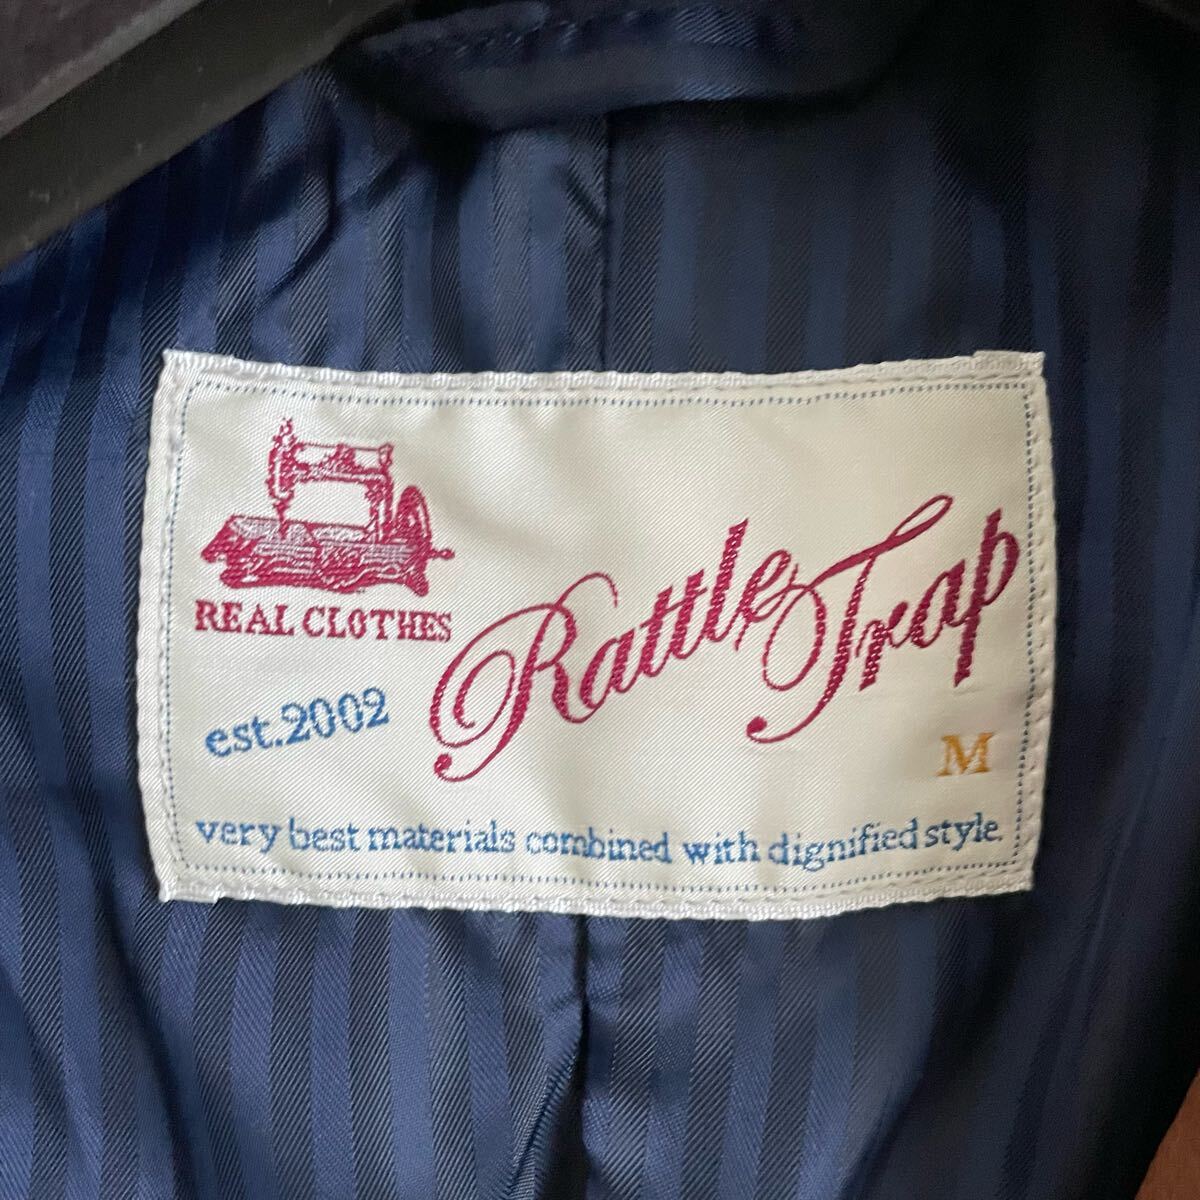 REAL CLOTHES
Rattle Trap
est.2002
M
very best materials combined with dignified style.